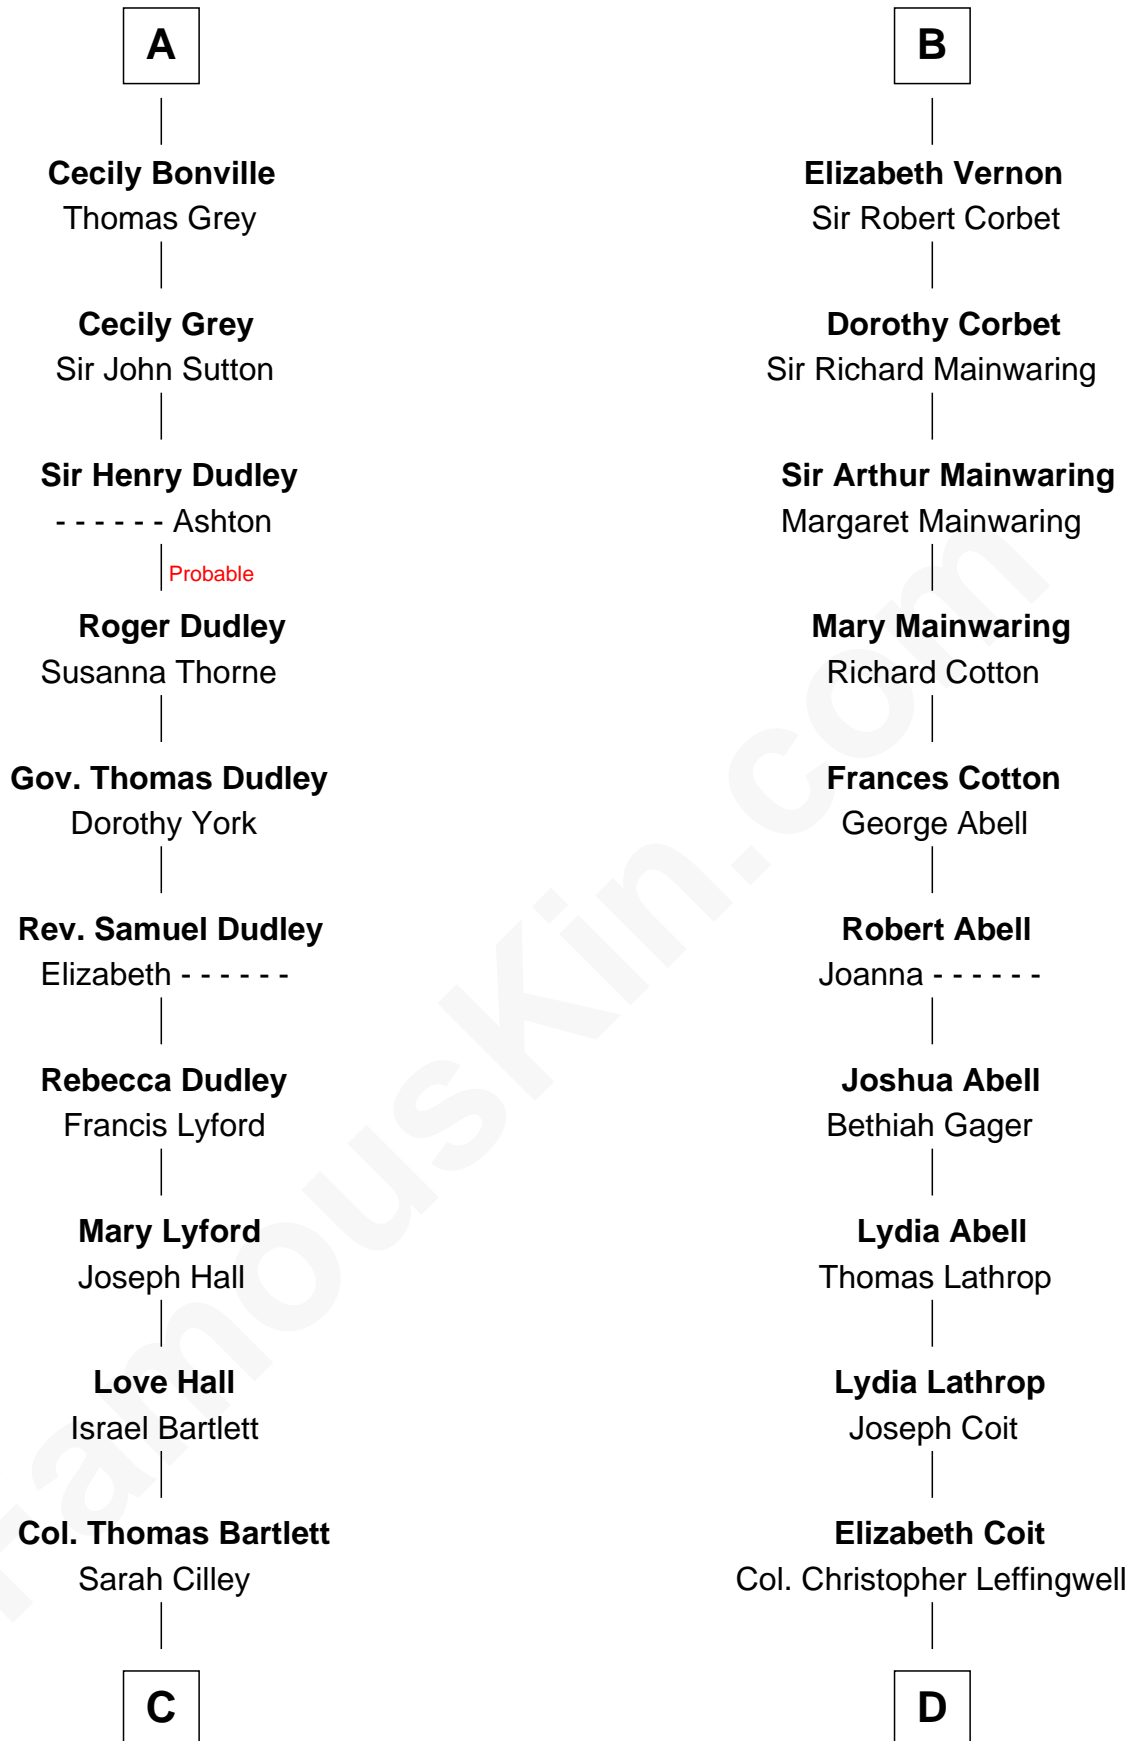 A
Cecily Bonville
Thomas Grey
Cecily Grey
Sir John Sutton
Sir Henry Dudley
- - - - - - Ashton
Probable
Roger Dudley
Susanna Thorne
Gov. Thomas Dudley
Dorothy York
Rev. Samuel Dudley
Elizabeth - - - - - -
Rebecca Dudley
Francis Lyford
Mary Lyford
Joseph Hall
Love Hall
Israel Bartlett
Col. Thomas Bartlett
Sarah Cilley
C
B
Elizabeth Vernon
Sir Robert Corbet
Dorothy Corbet
Sir Richard Mainwaring
Sir Arthur Mainwaring
Margaret Mainwaring
Mary Mainwaring
Richard Cotton
Frances Cotton
George Abell
Robert Abell
Joanna - - - - - -
Joshua Abell
Bethiah Gager
Lydia Abell
Thomas Lathrop
Lydia Lathrop
Joseph Coit
Elizabeth Coit
Col. Christopher Leffingwell
D
FamousKin.com